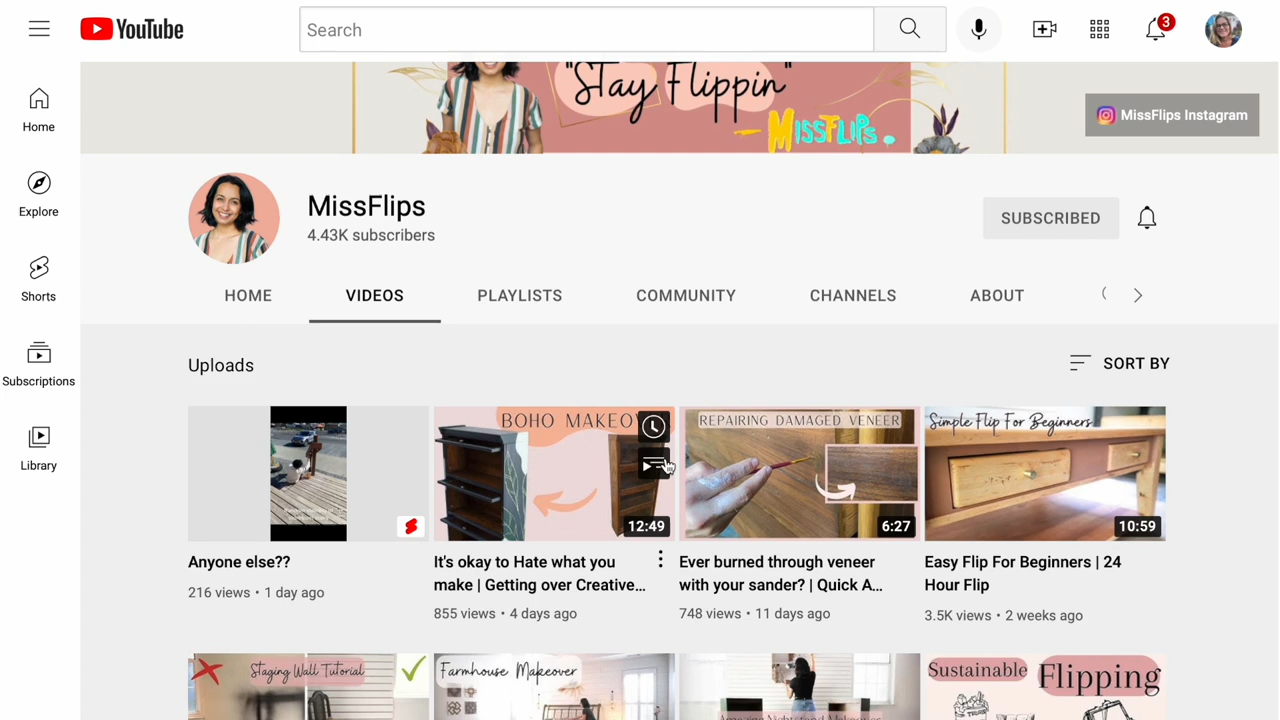 YouTube
Search
3
Home
Explore
Shorts
Subscriptions
Library
"Stay Flippin"
MISSFLIPS.
MissFlips Instagram
MissFlips
4.43K subscribers
SUBSCRIBED
HOME
VIDEOS
PLAYLISTS
COMMUNITY
CHANNELS
ABOUT
Uploads
SORT BY
Anyone else??
216 views • 1 day ago
BOHO MAKEO
12:49
It's okay to Hate what you
make | Getting over Creative...
855 views • 4 days ago
REPAIRING DAMAGED VENEER
6:27
Ever burned through veneer
with your sander? | Quick A...
748 views • 11 days ago
Simple Flip For Beginners
10:59
Easy Flip For Beginners | 24
Hour Flip
3.5K views • 2 weeks ago
Staging Wall Tutorial
Farmhouse Makeover
Amazing Nightstand Makeover
Sustainable
Flipping